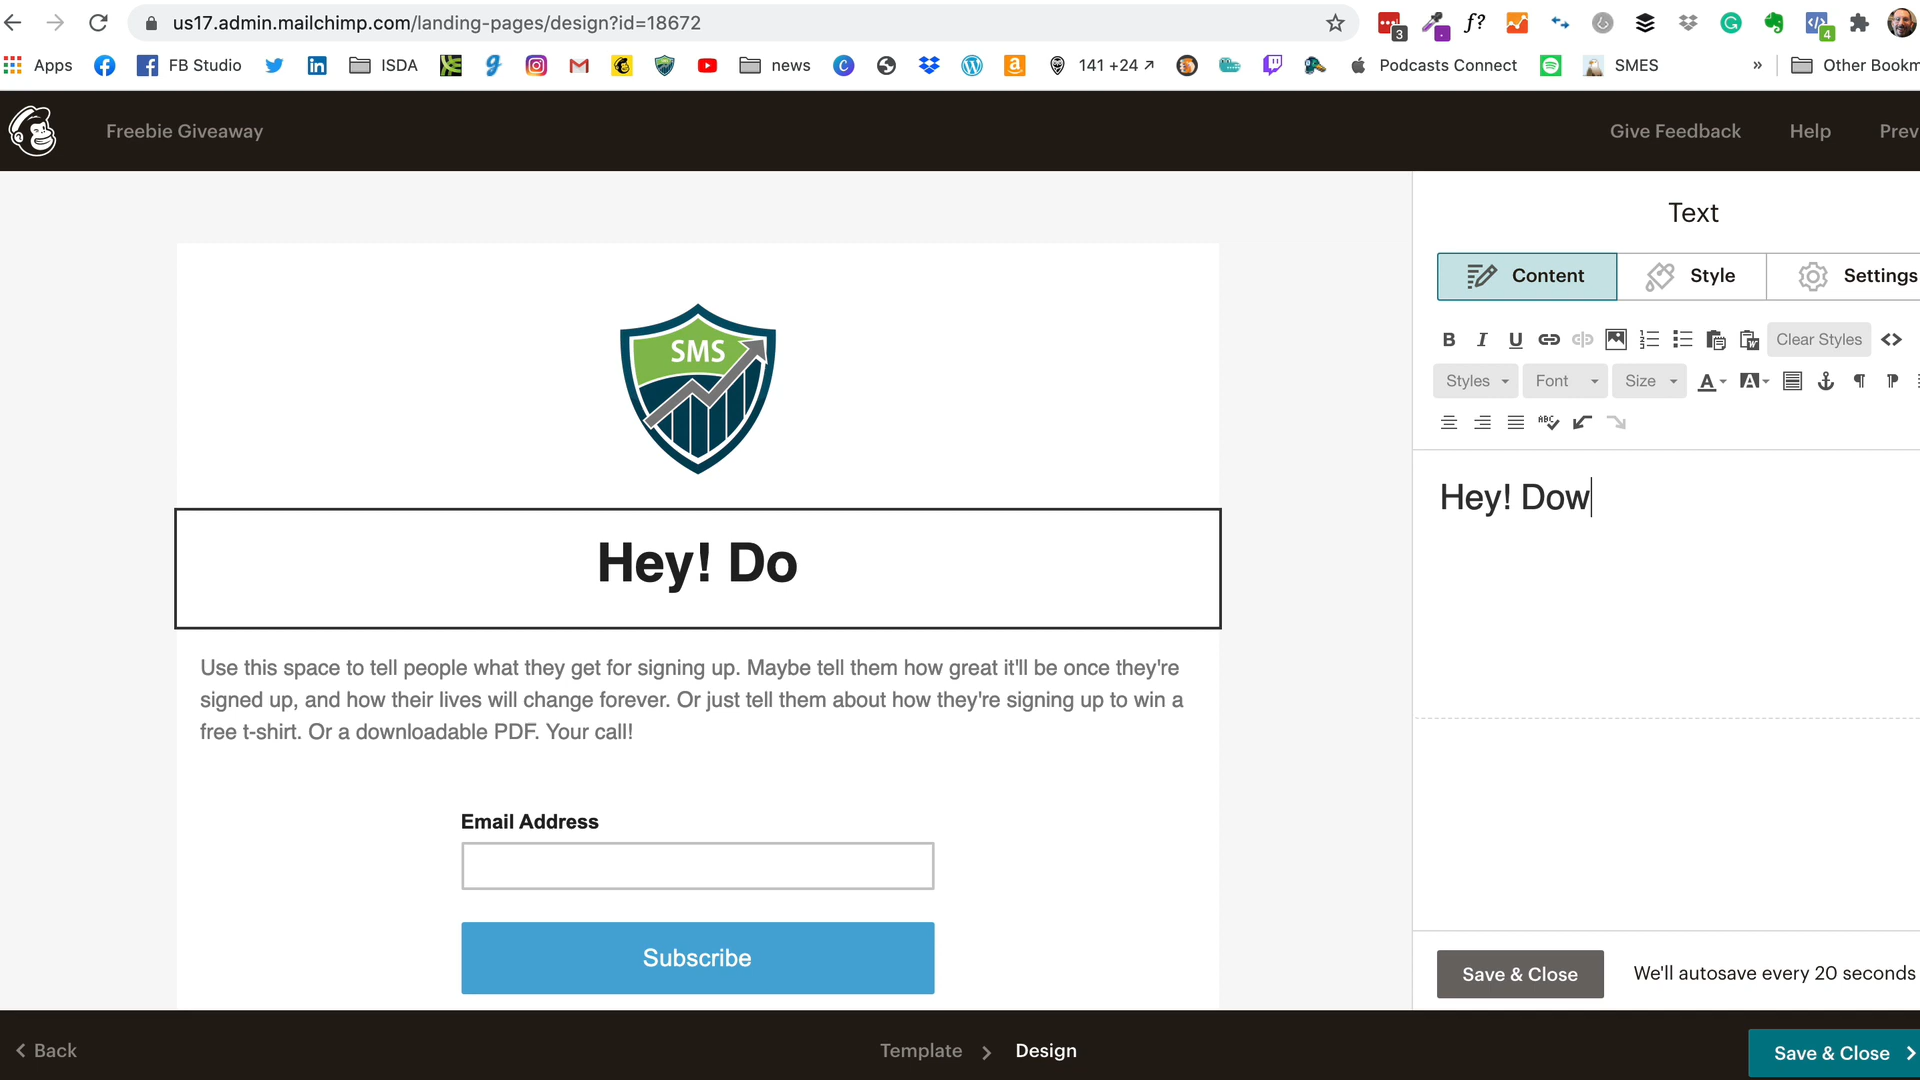 us17.admin.mailchimp.com/landing-pages/design?id=18672
f?
3
4
Apps
FB Studio
ISDA
news
141 +24 ↗
Podcasts Connect
SMES
»
Other Bookm
Freebie Giveaway
Give Feedback
Help
Prev
Text
Content
Style
Settings
B I U
Clear Styles
<>
Styles
Font
Size
A
A
ABC
SMS
Hey! Dow
Hey! Do
Use this space to tell people what they get for signing up. Maybe tell them how great it'll be once they're
signed up, and how their lives will change forever. Or just tell them about how they're signing up to win a
free t-shirt. Or a downloadable PDF. Your call!
Email Address
Subscribe
Save & Close
We'll autosave every 20 seconds
Back
Template
Design
Save & Close